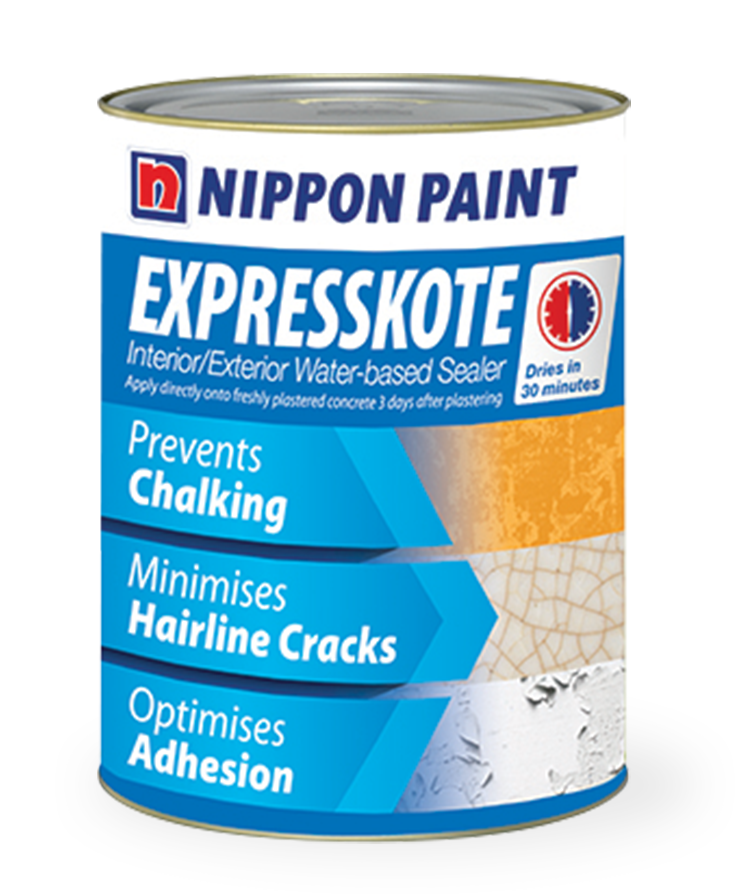 n NIPPON PAINT
EXPRESSKOTE
Interior/Exterior Water-based Sealer
Apply directly onto freshly plastered concrete 3 days after plastering
Dries in
30 minutes
Prevents
Chalking
Minimises
Hairline Cracks
Optimises
Adhesion